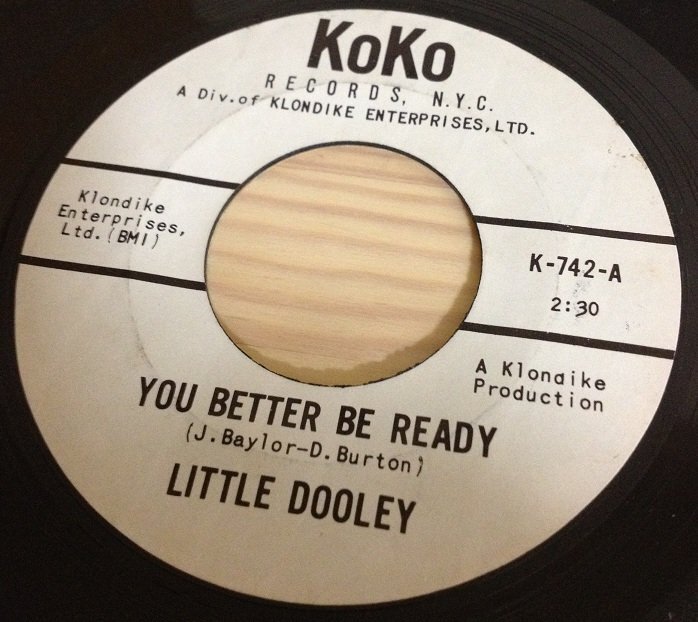 KoKo
RECORDS, N.Y.C.
A Div.of KLONDIKE ENTERPRISES,LTD.
Klondike
Enterprises,
Ltd.(BMI)
K-742-A
2:30
A Klondike
Production
YOU BETTER BE READY
(J.Baylor-D.Burton)
LITTLE DOOLEY